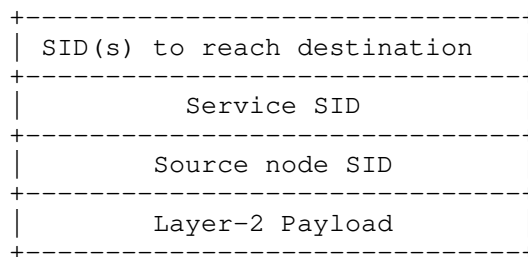 SID(s) to reach destination
Service SID
Source node SID
Layer-2 Payload